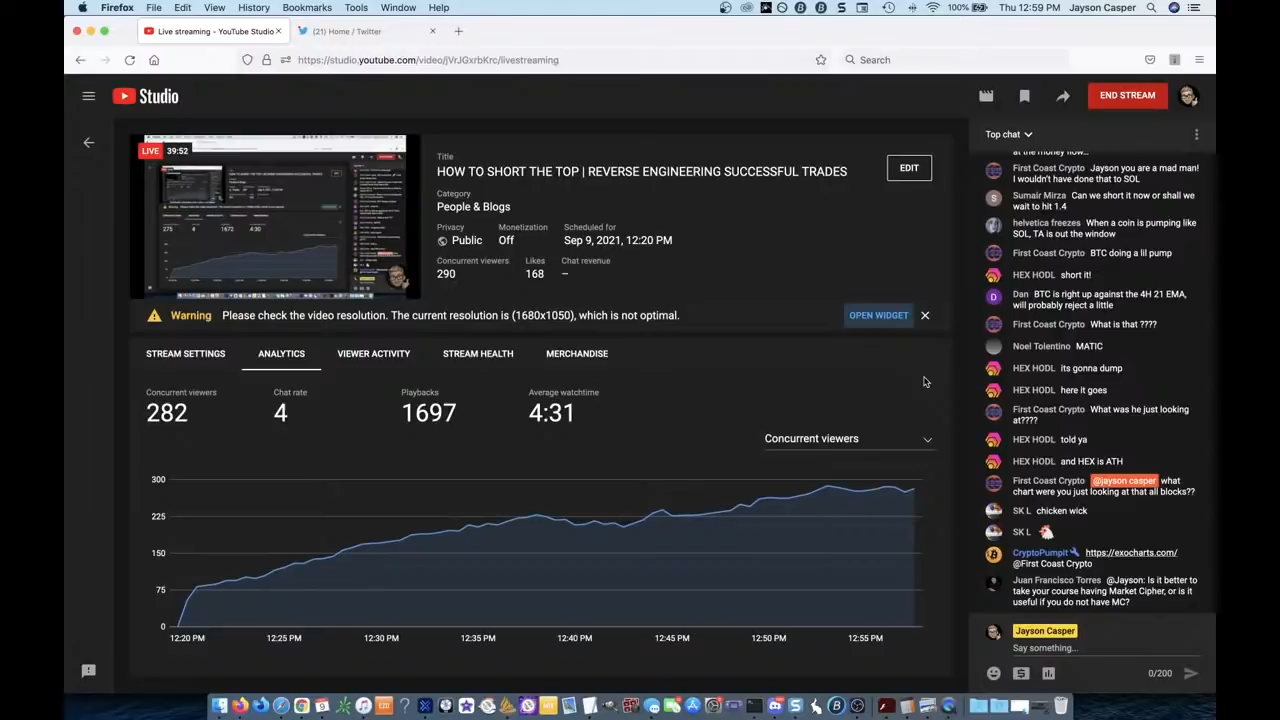 Firefox File Edit View History Bookmarks Tools Window Help 100% Thu 12:59 PM Jayson Casper
Live streaming - YouTube Studio
(21) Home / Twitter
https://studio.youtube.com/video/jVrJGxrbKrc/livestreaming
Search
Studio
END STREAM
LIVE 39:52
Title
HOW TO SHORT THE TOP | REVERSE ENGINEERING SUCCESSFUL TRADES
EDIT
Category
People & Blogs
Privacy Monetization Scheduled for
Public Off Sep 9, 2021, 12:20 PM
Concurrent viewers Likes Chat revenue
290 168 –
Warning Please check the video resolution. The current resolution is (1680x1050), which is not optimal.
OPEN WIDGET
STREAM SETTINGS ANALYTICS VIEWER ACTIVITY STREAM HEALTH MERCHANDISE
Concurrent viewers Chat rate Playbacks Average watchtime
282 4 1697 4:31
Concurrent viewers
300
225
150
75
0
12:20 PM 12:25 PM 12:30 PM 12:35 PM 12:40 PM 12:45 PM 12:50 PM 12:55 PM
Top chat
at the money now...
First Coast Crypto Jayson you are a mad man!
I wouldn't have done that to SOL
Sumair Mirza Can we short it now or shall
we wait to hit 1,4
helvetica freezes When a coin is pumping like
SOL, TA is out the window
First Coast Crypto BTC doing a lil pump
HEX HODL short it!
Dan BTC is right up against the 4H 21 EMA,
will probably reject a little
First Coast Crypto What is that ????
Noel Tolentino MATIC
HEX HODL its gonna dump
HEX HODL here it goes
First Coast Crypto What was he just looking
at????
HEX HODL told ya
HEX HODL and HEX is ATH
First Coast Crypto @jayson casper what
chart were you just looking at that all blocks??
SK L chicken wick
SK L
CryptoPumpit https://exocharts.com/
@First Coast Crypto
Juan Francisco Torres @Jayson: Is it better to
take your course having Market Cipher, or is it
useful if you do not have MC?
Jayson Casper
Say something...
0/200